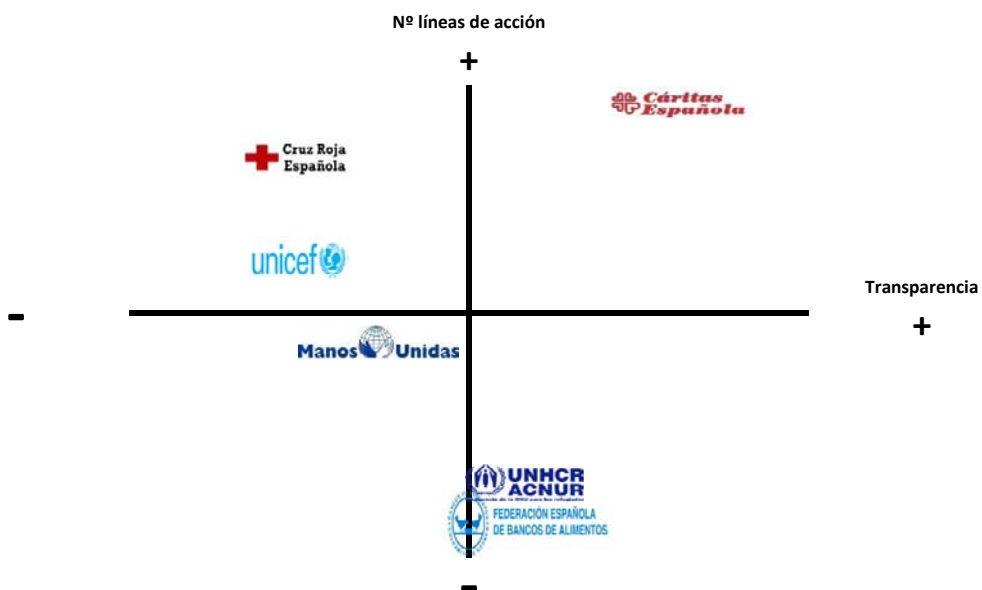 Nº líneas de acción
+
Cáritas
Española
Cruz Roja
Española
unicef
Transparencia
-
+
Manos Unidas
UNHCR
ACNUR
FEDERACIÓN ESPAÑOLA
DE BANCOS DE ALIMENTOS
-